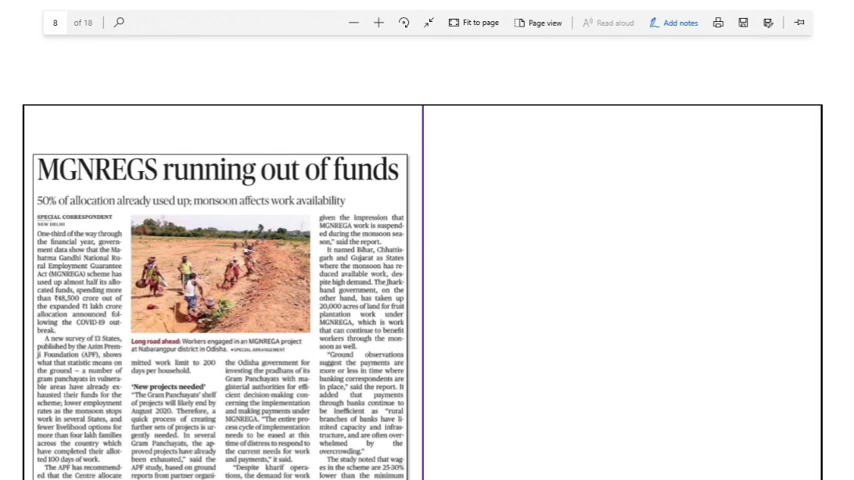 8 of 18
Fit to page
Page view
Read aloud
Add notes
MGNREGS running out of funds
50% of allocation already used up; monsoon affects work availability
SPECIAL CORRESPONDENT
NEW DELHI
One-third of the way through
the financial year, govern-
ment data show that the Ma-
hatma Gandhi National Ru-
ral Employment Guarantee
Act (MGNREGA) scheme has
used up almost half its allo-
cated funds, spending more
than ₹48,500 crore out of
the expanded ₹1 lakh crore
allocation announced fol-
lowing the COVID-19 out-
break.
A new survey of 13 States,
published by the Azim Prem-
ji Foundation (APF), shows
what that statistic means on
the ground – a number of
gram panchayats in vulnera-
ble areas have already ex-
hausted their funds for the
scheme; lower employment
rates as the monsoon stops
work in several States, and
fewer livelihood options for
more than four lakh families
across the country which
have completed their allot-
ted 100 days of work.
The APF has recommend-
ed that the Centre allocate
Long road ahead: Workers engaged in an MGNREGA project
at Nabarangpur district in Odisha. • SPECIAL ARRANGEMENT
mitted work limit to 200
days per household.
'New projects needed'
"The Gram Panchayats' shelf
of projects will likely end by
August 2020. Therefore, a
quick process of creating
further sets of projects is ur-
gently needed. In several
Gram Panchayats, the ap-
proved projects have already
been exhausted," said the
APF study, based on ground
reports from partner organi-
the Odisha government for
investing the pradhans of its
Gram Panchayats with ma-
gisterial authorities for effi-
cient decision-making con-
cerning the implementation
and making payments under
MGNREGA. "The entire pro-
cess cycle of implementation
needs to be eased at this
time of distress to respond to
the current needs for work
and payments," it said.
"Despite kharif opera-
tions, the demand for work
given the impression that
MGNREGA work is suspend-
ed during the monsoon sea-
son," said the report.
It named Bihar, Chhattis-
garh and Gujarat as States
where the monsoon has re-
duced available work, des-
pite high demand. The Jhark-
hand government, on the
other hand, has taken up
20,000 acres of land for fruit
plantation work under
MGNREGA, which is work
that can continue to benefit
workers through the mon-
soon as well.
"Ground observations
suggest the payments are
more or less in time where
banking correspondents are
in place," said the report. It
added that payments
through banks continue to
be inefficient as "rural
branches of banks have li-
mited capacity and infras-
tructure, and are often over-
whelmed by the
overcrowding."
The study noted that wag-
es in the scheme are 25-30%
lower than the minimum